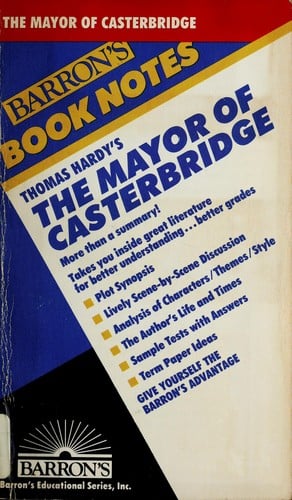 THE MAYOR OF CASTERBRIDGE
BARRON'S
BOOK NOTES
THOMAS HARDY'S
THE MAYOR OF
CASTERBRIDGE
More than a summary!
Takes you inside great literature
for better understanding...better grades
Plot Synopsis
Lively Scene-by-Scene Discussion
Analysis of Characters/Themes/Style
The Author's Life and Times
Sample Tests with Answers
Term Paper Ideas
GIVE YOURSELF THE
BARRON'S ADVANTAGE
BARRON'S
Barron's Educational Series, Inc.